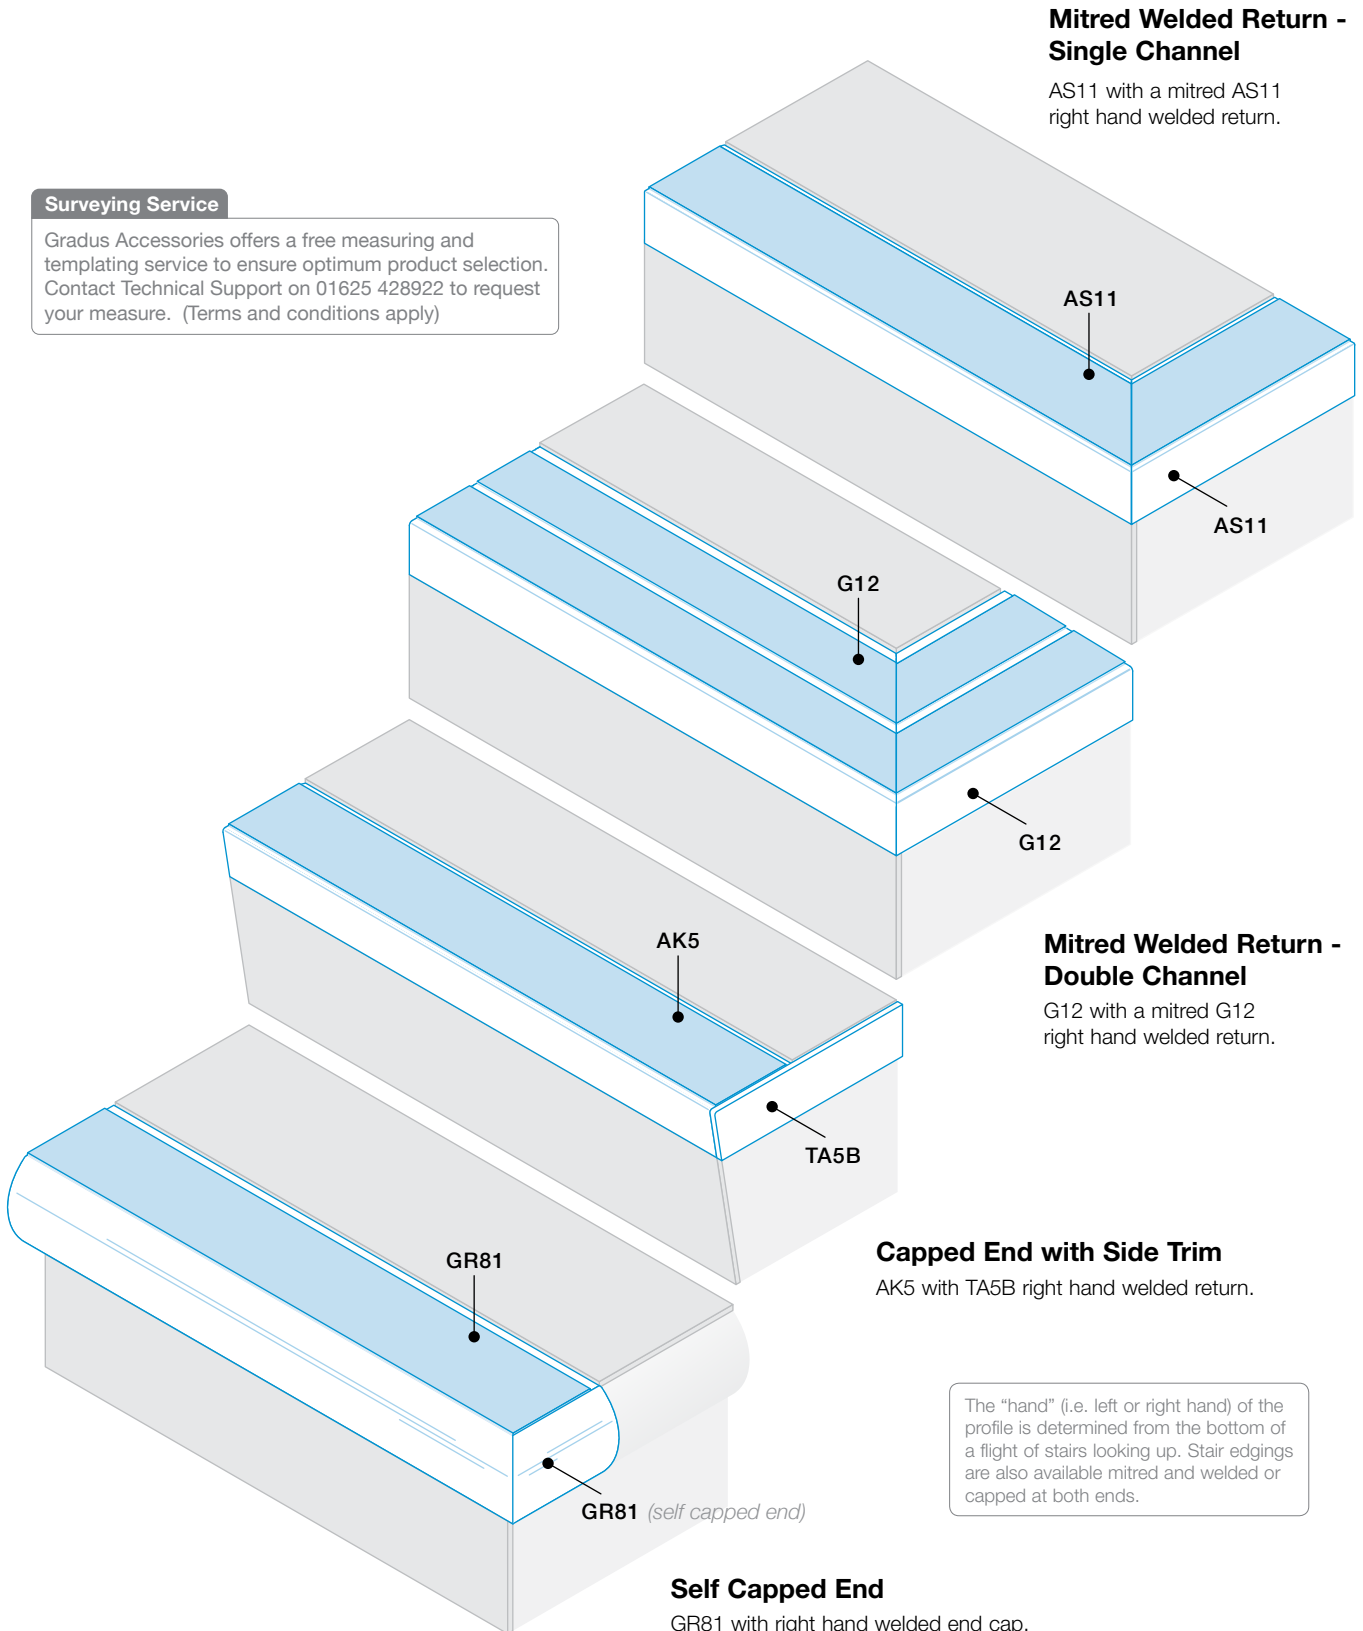 Mitred Welded Return -
Single Channel
AS11 with a mitred AS11
right hand welded return.
Surveying Service
Gradus Accessories offers a free measuring and
templating service to ensure optimum product selection.
Contact Technical Support on 01625 428922 to request
your measure.  (Terms and conditions apply)
AS11
AS11
G12
G12
Mitred Welded Return -
Double Channel
G12 with a mitred G12
right hand welded return.
AK5
TA5B
Capped End with Side Trim
AK5 with TA5B right hand welded return.
GR81
GR81 (self capped end)
The “hand” (i.e. left or right hand) of the
profile is determined from the bottom of
a flight of stairs looking up. Stair edgings
are also available mitred and welded or
capped at both ends.
Self Capped End
GR81 with right hand welded end cap.